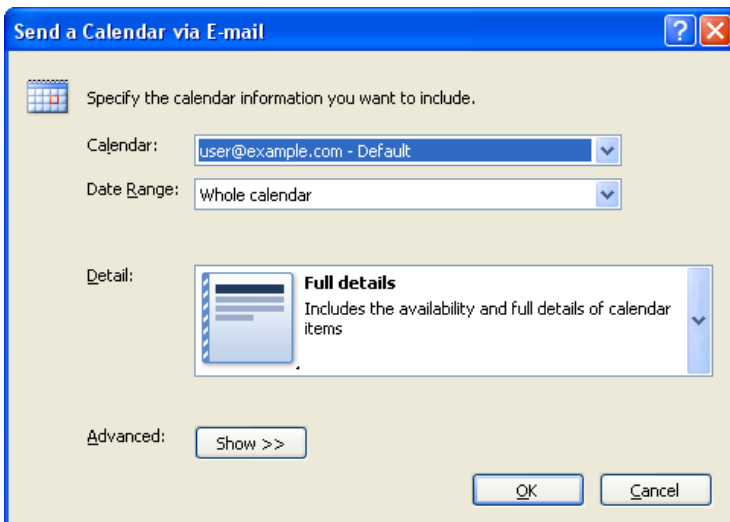 Send a Calendar via E-mail
Specify the calendar information you want to include.
Calendar: user@example.com - Default
Date Range: Whole calendar
Detail: Full details
Includes the availability and full details of calendar
items
Advanced: Show >>
OK Cancel